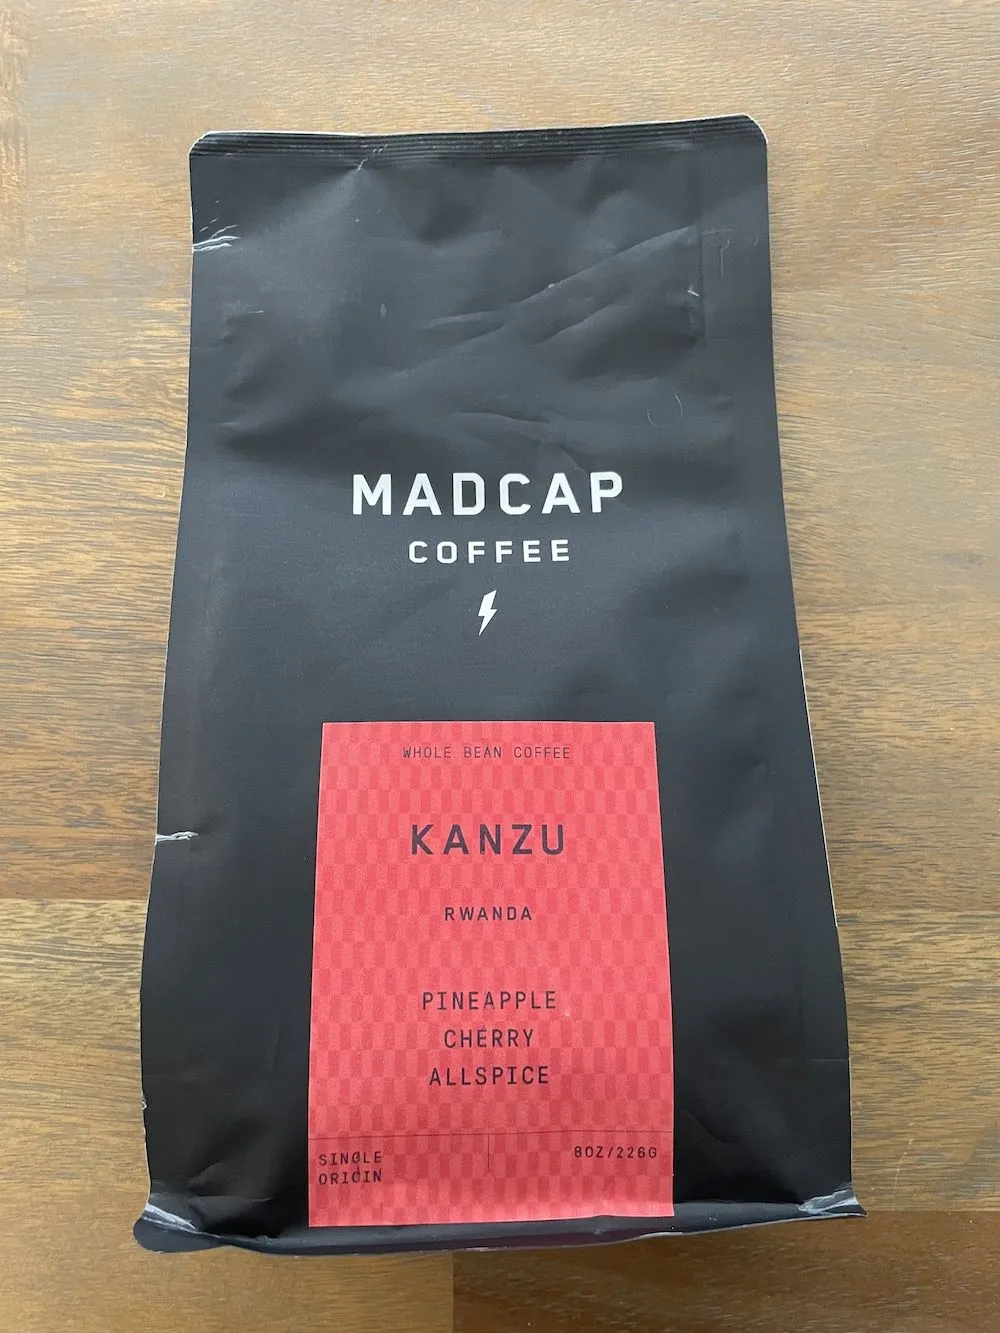 MADCAP
COFFEE
WHOLE BEAN COFFEE
KANZU
RWANDA
PINEAPPLE
CHERRY
ALLSPICE
SINGLE
ORIGIN
8OZ/226G